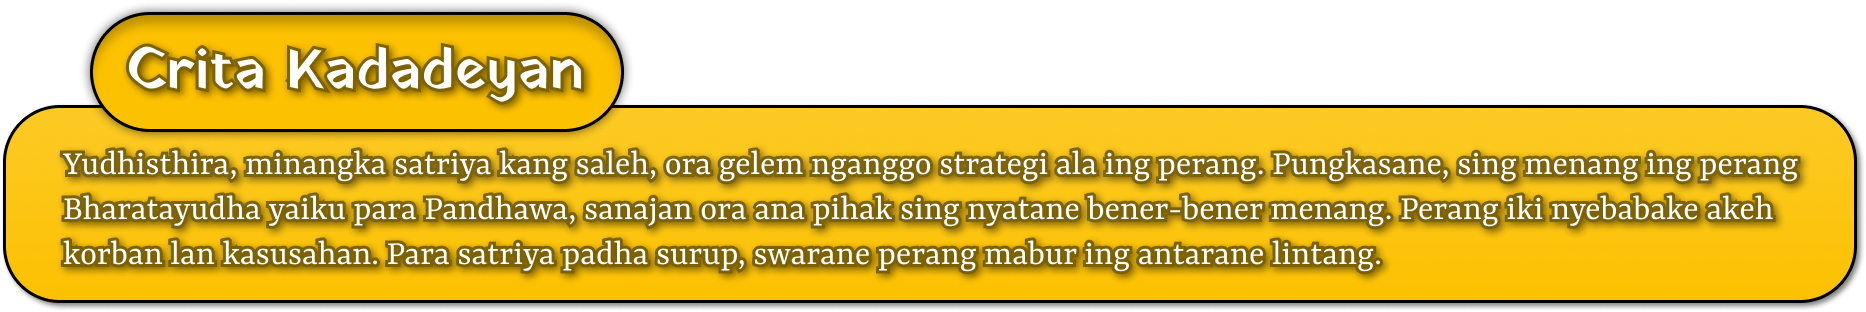 Crita Kadadeyan
Yudhisthira, minangka satriya kang saleh, ora gelem nganggo strategi ala ing perang. Pungkasane, sing menang ing perang
Bharatayudha yaiku para Pandhawa, sanajan ora ana pihak sing nyatane bener-bener menang. Perang iki nyebabake akeh
korban lan kasusahan. Para satriya padha surup, swarane perang mabur ing antarane lintang.